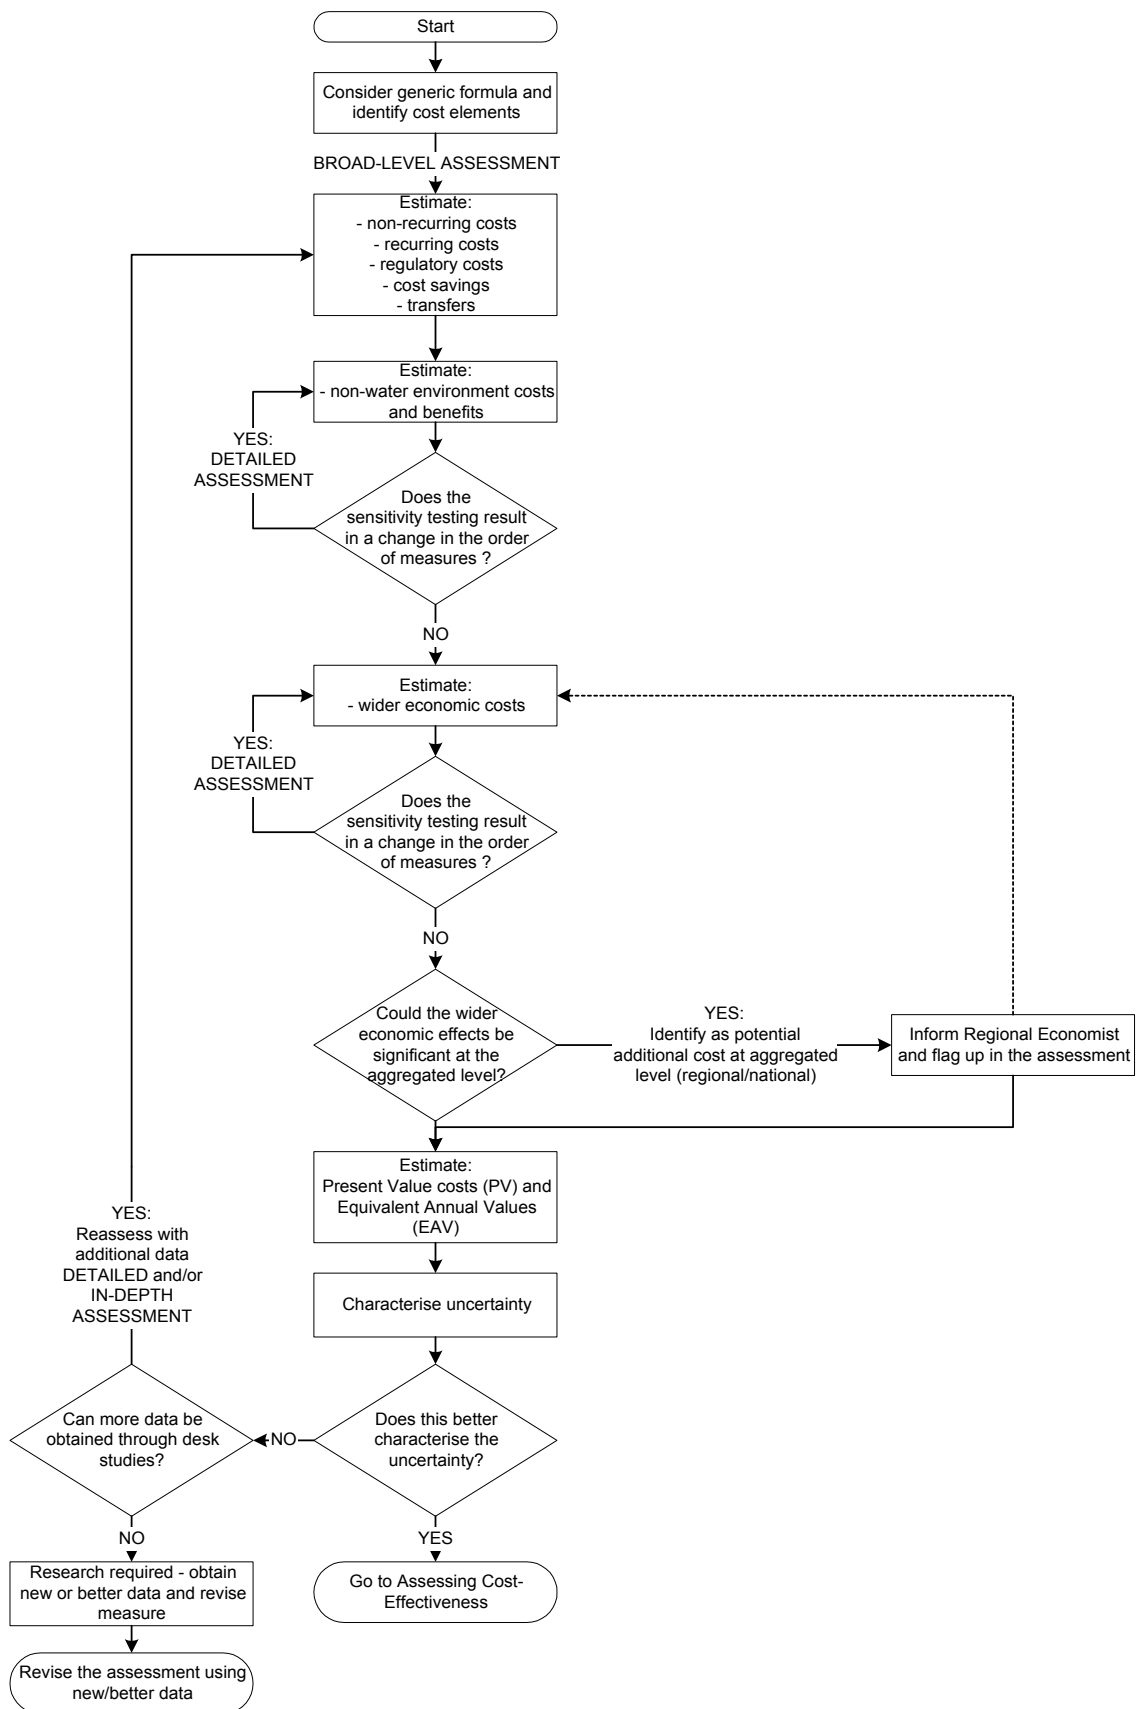 Start
Consider generic formula and
identify cost elements
BROAD-LEVEL ASSESSMENT
Estimate:
- non-recurring costs
- recurring costs
- regulatory costs
- cost savings
- transfers
Estimate:
- non-water environment costs
and benefits
YES:
DETAILED
ASSESSMENT
Does the
sensitivity testing result
in a change in the order
of measures ?
NO
Estimate:
- wider economic costs
YES:
DETAILED
ASSESSMENT
Does the
sensitivity testing result
in a change in the order
of measures ?
NO
Could the wider
economic effects be
significant at the
aggregated level?
YES:
Identify as potential
additional cost at aggregated
level (regional/national)
Inform Regional Economist
and flag up in the assessment
Estimate:
Present Value costs (PV) and
Equivalent Annual Values
(EAV)
YES:
Reassess with
additional data
DETAILED and/or
IN-DEPTH
ASSESSMENT
Characterise uncertainty
Can more data be
obtained through desk
studies?
NO
Does this better
characterise the
uncertainty?
NO
YES
Research required - obtain
new or better data and revise
measure
Go to Assessing Cost-
Effectiveness
Revise the assessment using
new/better data